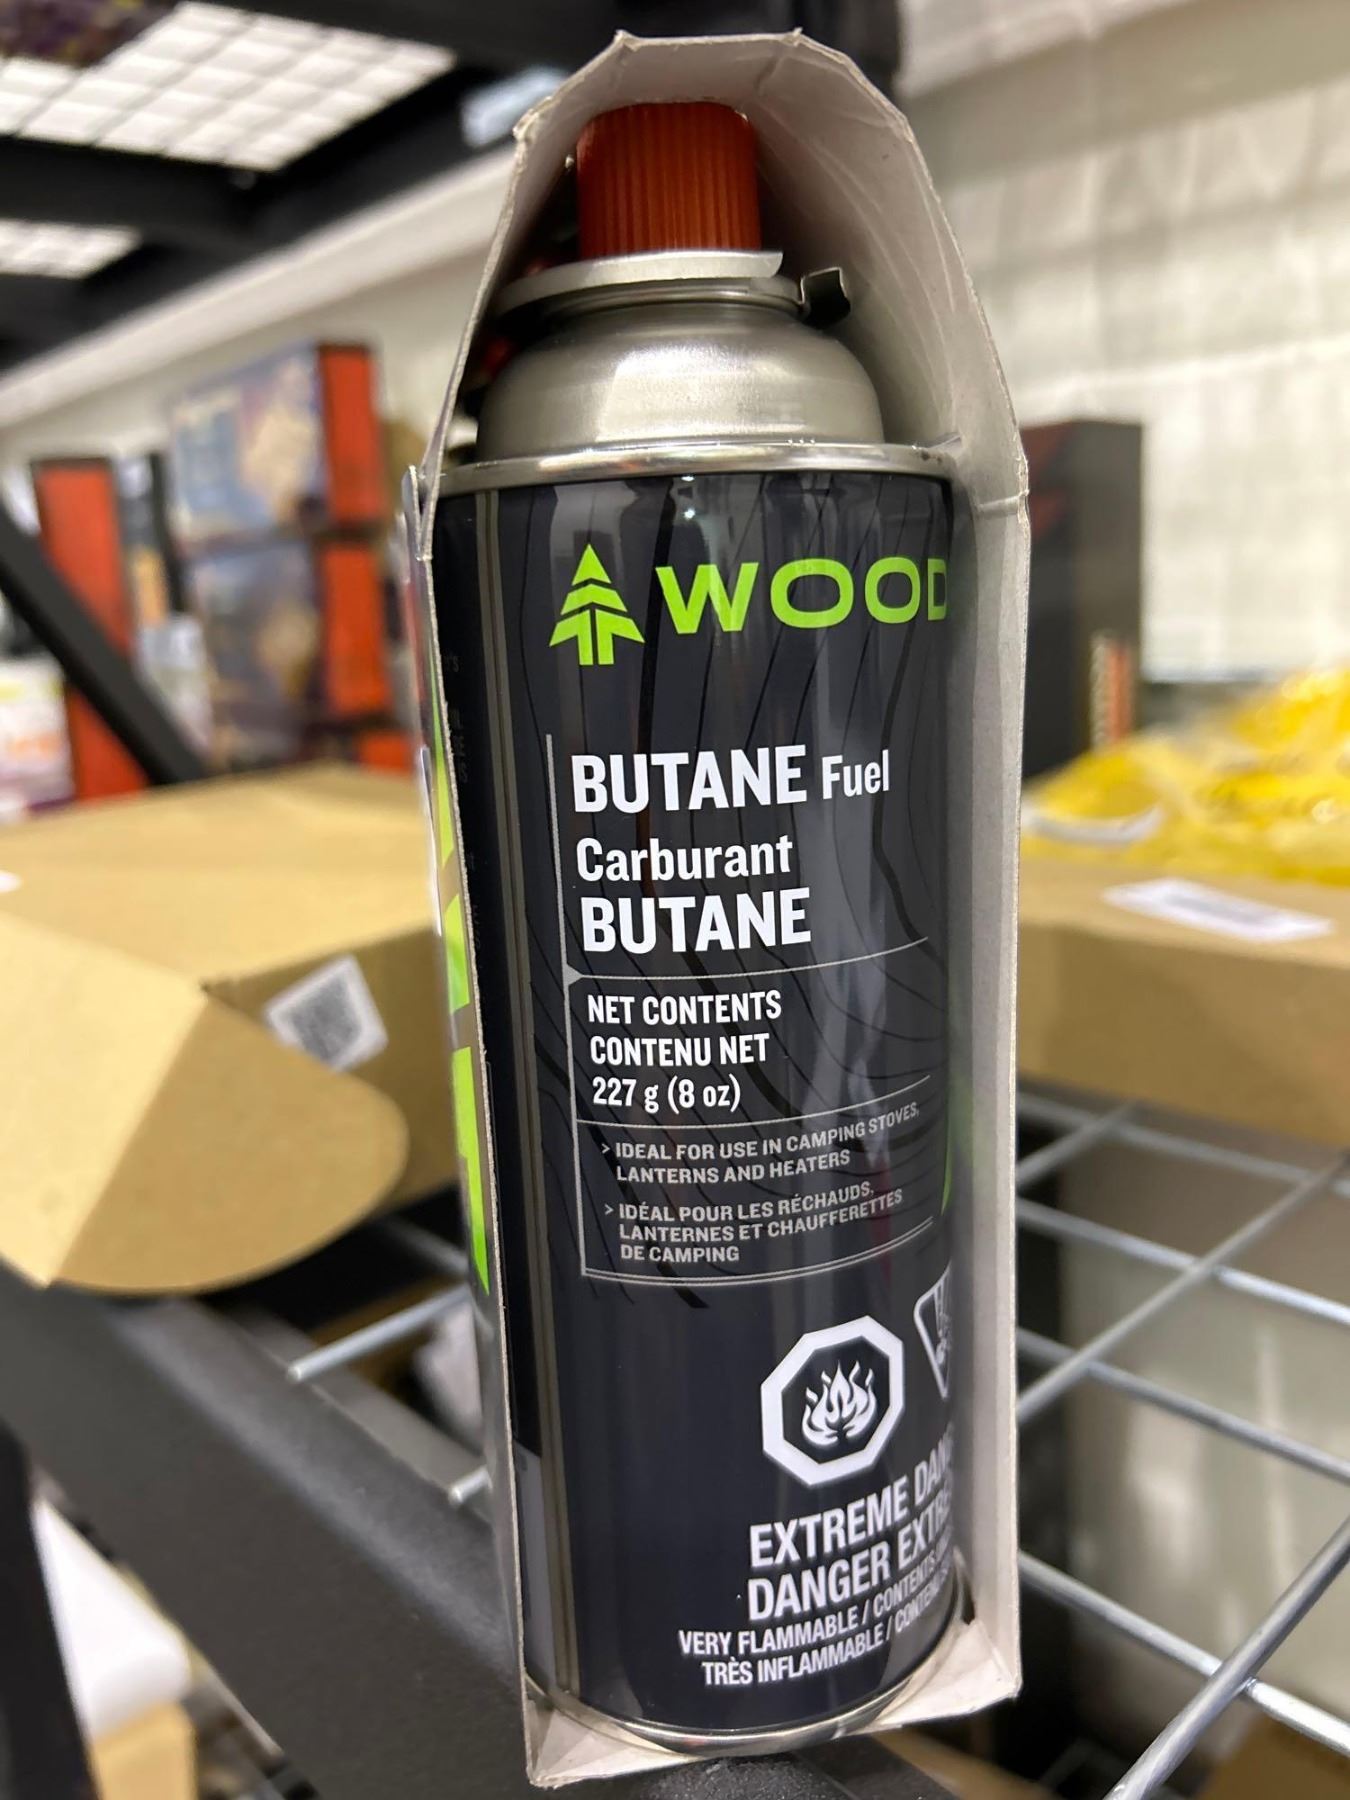 WOOD
BUTANE Fuel
Carburant
BUTANE
NET CONTENTS
CONTENU NET
227 g (8 oz)
> IDEAL FOR USE IN CAMPING STOVES,
LANTERNS AND HEATERS
> IDÉAL POUR LES RÉCHAUDS,
LANTERNES ET CHAUFFERETTES
DE CAMPING
EXTREME
DANGER
VERY FLAMMABLE / CONTENTS
TRÈS INFLAMMABLE /